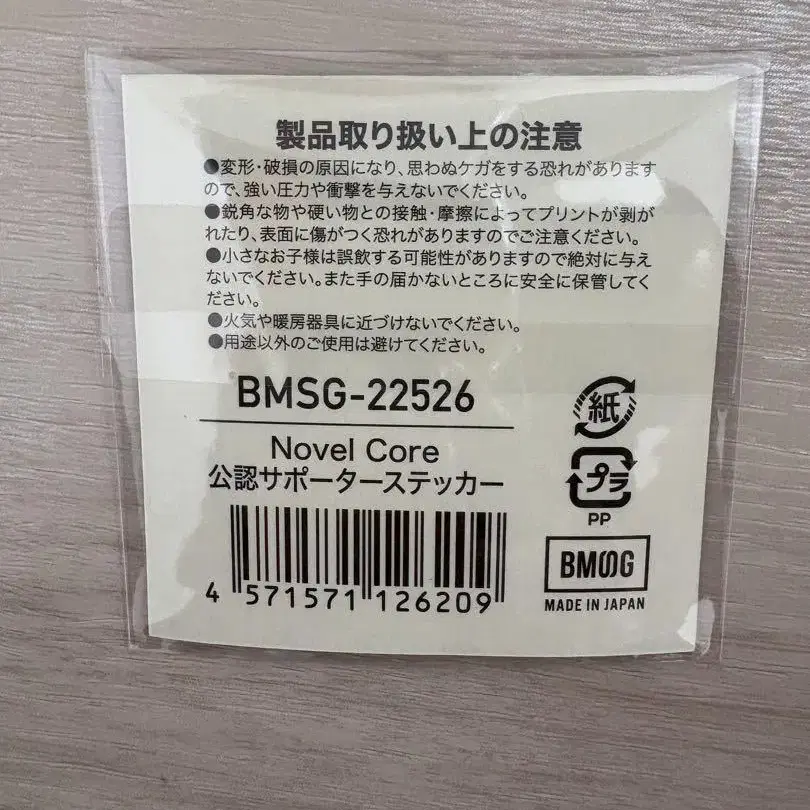 製品取り扱い上の注意
●変形・破損の原因になり、思わぬケガをする恐れがありますので、強い圧力や衝撃を与えないでください。
●鋭角な物や硬い物との接触・摩擦によってプリントが剥がれたり、表面に傷がつく恐れがありますのでご注意ください。
●小さなお子様は誤飲する可能性がありますので絶対に与えないでください。また手の届かないところに安全に保管してください。
●火気や暖房器具に近づけないでください。
●用途以外のご使用は避けてください。
BMSG-22526
Novel Core
公認サポーターステッカー
4 571571 126209
紙
プラ
PP
BMSG
MADE IN JAPAN